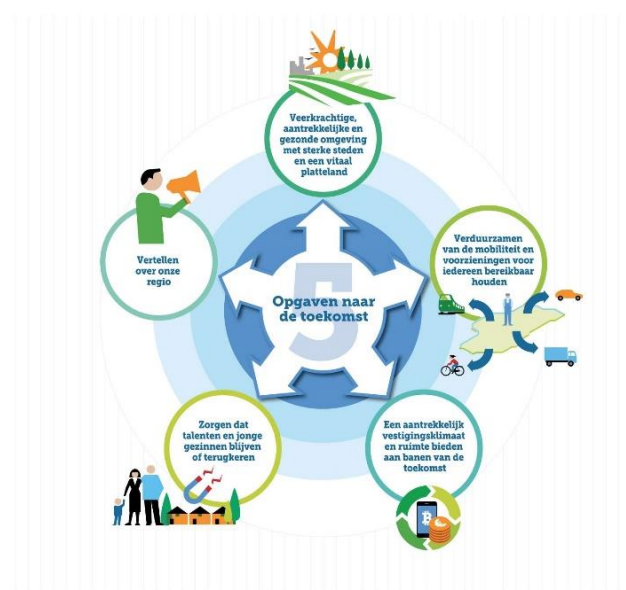 Veerkrachtige,
aantrekkelijke en
gezonde omgeving
met sterke steden
en een vitaal
platteland
Verduurzamen
van de mobiliteit en
voorzieningen voor
iedereen bereikbaar
houden
Vertellen
over onze
regio
5
Opgaven naar
de toekomst
Zorgen dat
talenten en jonge
gezinnen blijven
of terugkeren
Een aantrekkelijk
vestigingsklimaat
en ruimte bieden
aan banen van de
toekomst